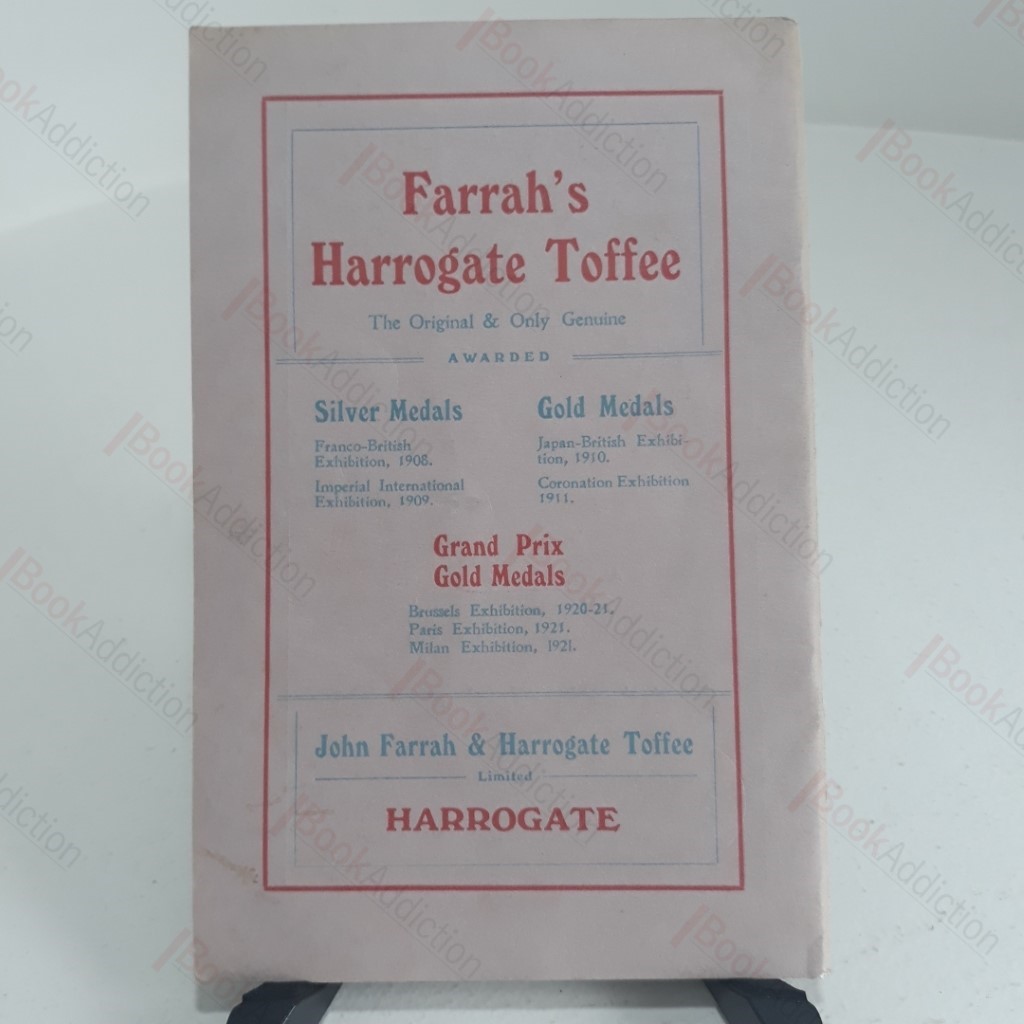 Farrah's
Harrogate Toffee
The Original & Only Genuine
AWARDED
Silver Medals
Franco-British
Exhibition, 1908.
Imperial International
Exhibition, 1909.
Gold Medals
Japan-British Exhibi-
tion, 1910.
Coronation Exhibition
1911.
Grand Prix
Gold Medals
Brussels Exhibition, 1920-21.
Paris Exhibition, 1921.
Milan Exhibition, 1921.
John Farrah & Harrogate Toffee
Limited
HARROGATE
BookAddiction